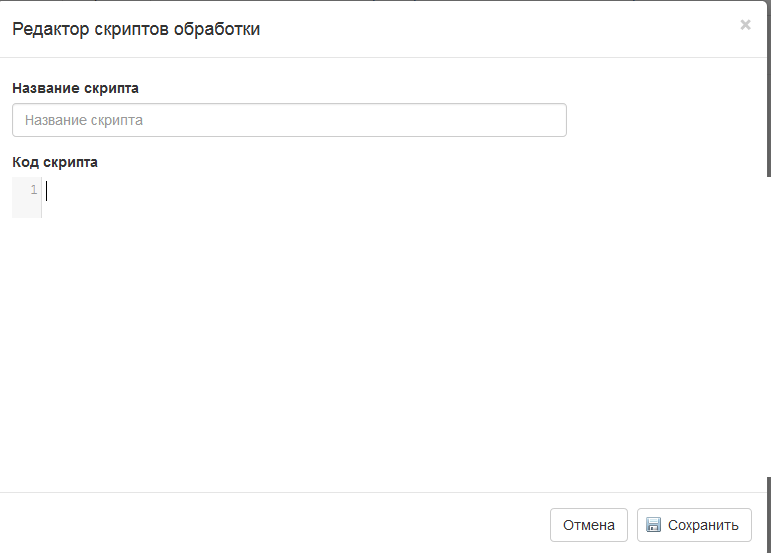 Редактор скриптов обработки ×
Название скрипта
Название скрипта
Код скрипта
1
Отмена Сохранить